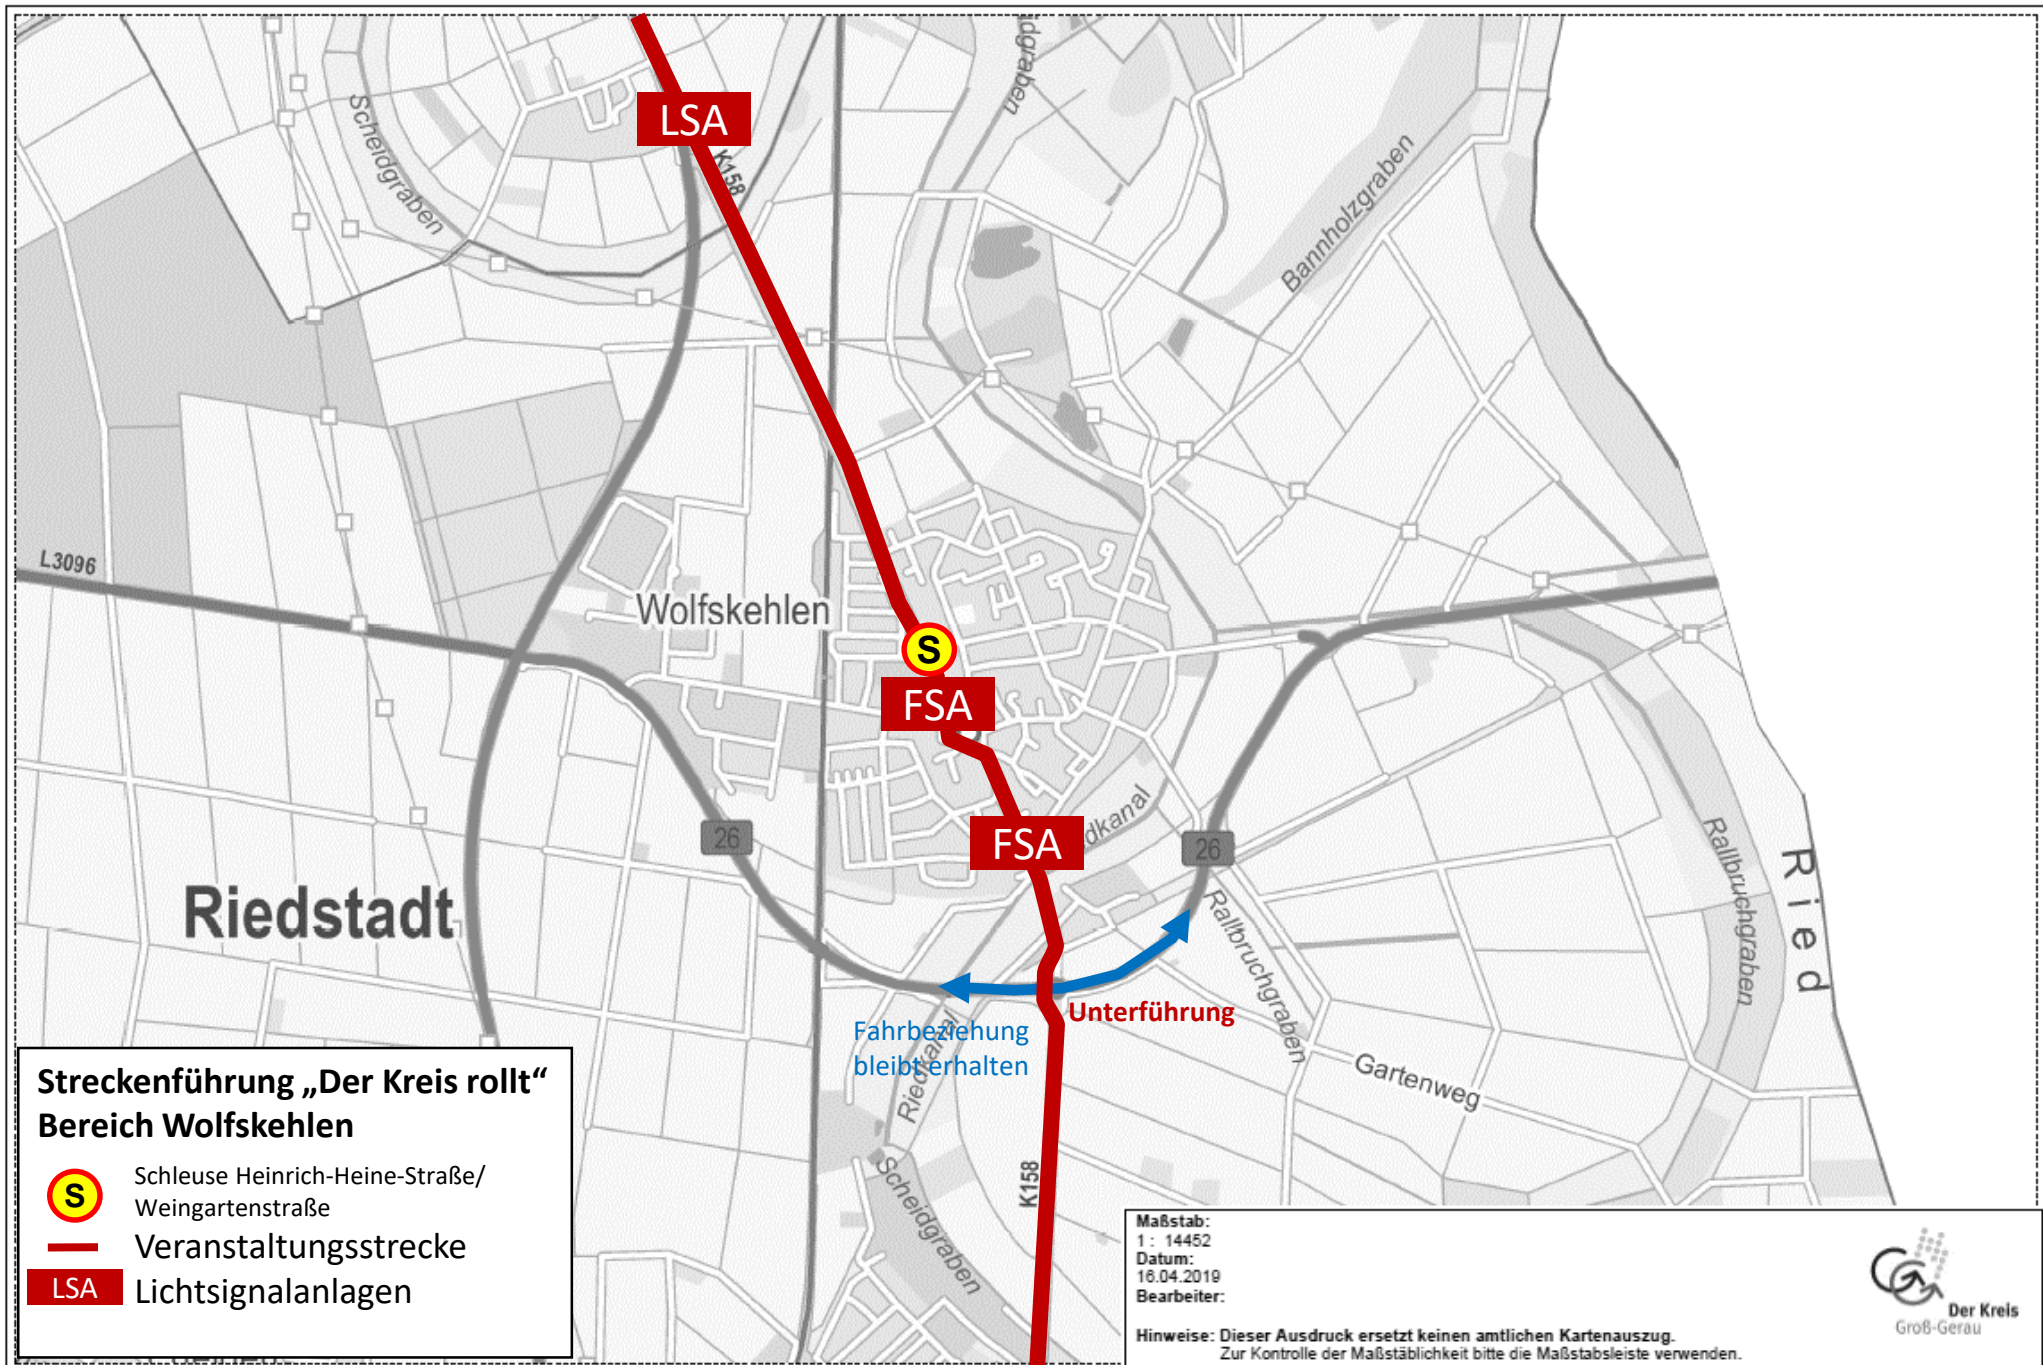 LSA
K158
Scheidgraben
Bannholzgraben
L3096
Wolfskehlen
S
FSA
FSA
26
26
Riedstadt
Rallbruchgraben
Rallbruchgraben
Ried
Unterführung
Fahrbeziehung
bleibt erhalten
Riedkanal
Gartenweg
K158
Scheidgraben
Streckenführung „Der Kreis rollt“
Bereich Wolfskehlen
S Schleuse Heinrich-Heine-Straße/
Weingartenstraße
Veranstaltungsstrecke
LSA Lichtsignalanlagen
Maßstab:
1 : 14452
Datum:
16.04.2019
Bearbeiter:
Hinweise: Dieser Ausdruck ersetzt keinen amtlichen Kartenauszug.
Zur Kontrolle der Maßstäblichkeit bitte die Maßstabsleiste verwenden.
Der Kreis
Groß-Gerau